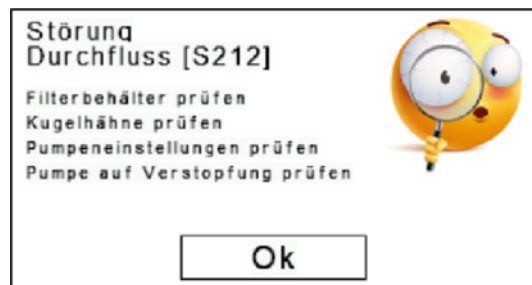 Störung
Durchfluss [S212]
Filterbehälter prüfen
Kugelhähne prüfen
Pumpeneinstellungen prüfen
Pumpe auf Verstopfung prüfen
Ok